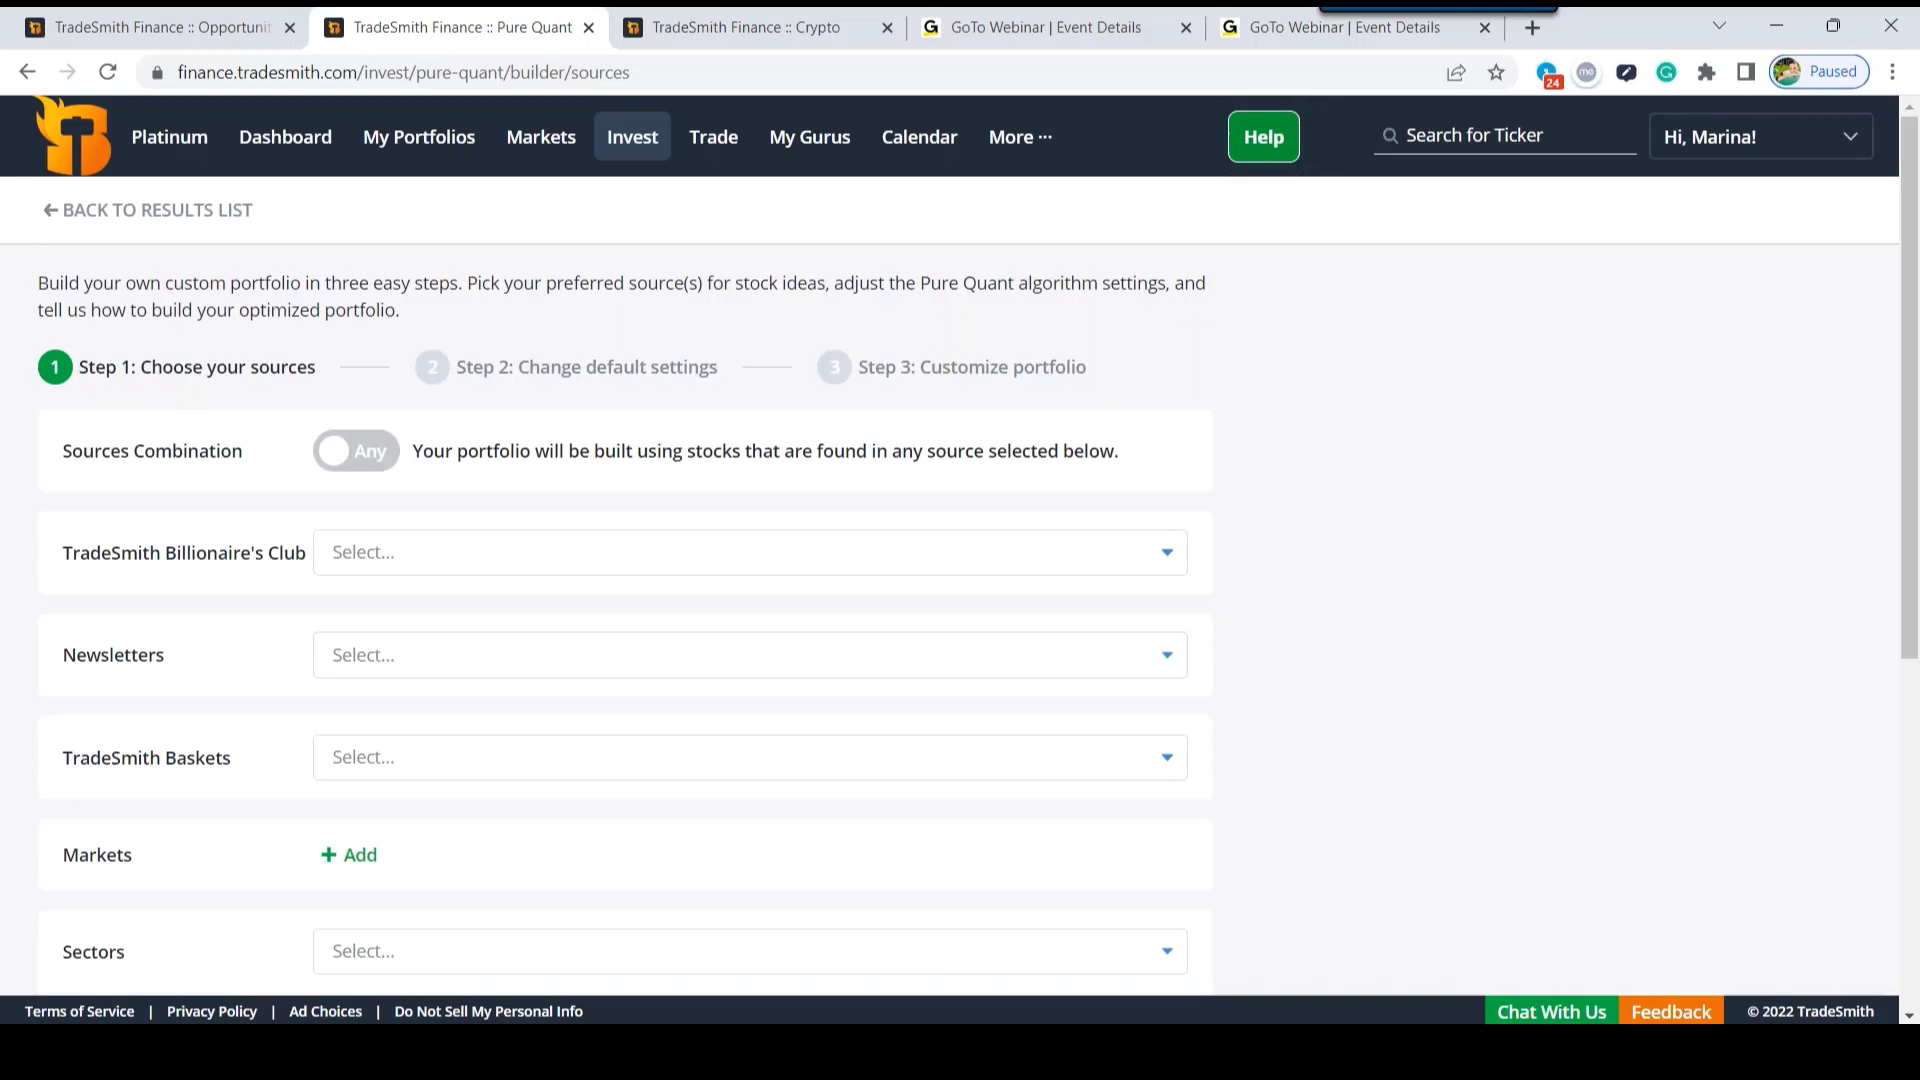 TradeSmith Finance :: Opportunit
TradeSmith Finance :: Pure Quant
TradeSmith Finance :: Crypto
G GoTo Webinar | Event Details
G GoTo Webinar | Event Details
finance.tradesmith.com/invest/pure-quant/builder/sources
24
me
G
Paused
Platinum Dashboard My Portfolios Markets Invest Trade My Gurus Calendar More ···
Help
Search for Ticker
Hi, Marina!
BACK TO RESULTS LIST
Build your own custom portfolio in three easy steps. Pick your preferred source(s) for stock ideas, adjust the Pure Quant algorithm settings, and
tell us how to build your optimized portfolio.
1 Step 1: Choose your sources
2 Step 2: Change default settings
3 Step 3: Customize portfolio
Sources Combination Any Your portfolio will be built using stocks that are found in any source selected below.
TradeSmith Billionaire's Club Select...
Newsletters Select...
TradeSmith Baskets Select...
Markets + Add
Sectors Select...
Terms of Service | Privacy Policy | Ad Choices | Do Not Sell My Personal Info
Chat With Us
Feedback
© 2022 TradeSmith